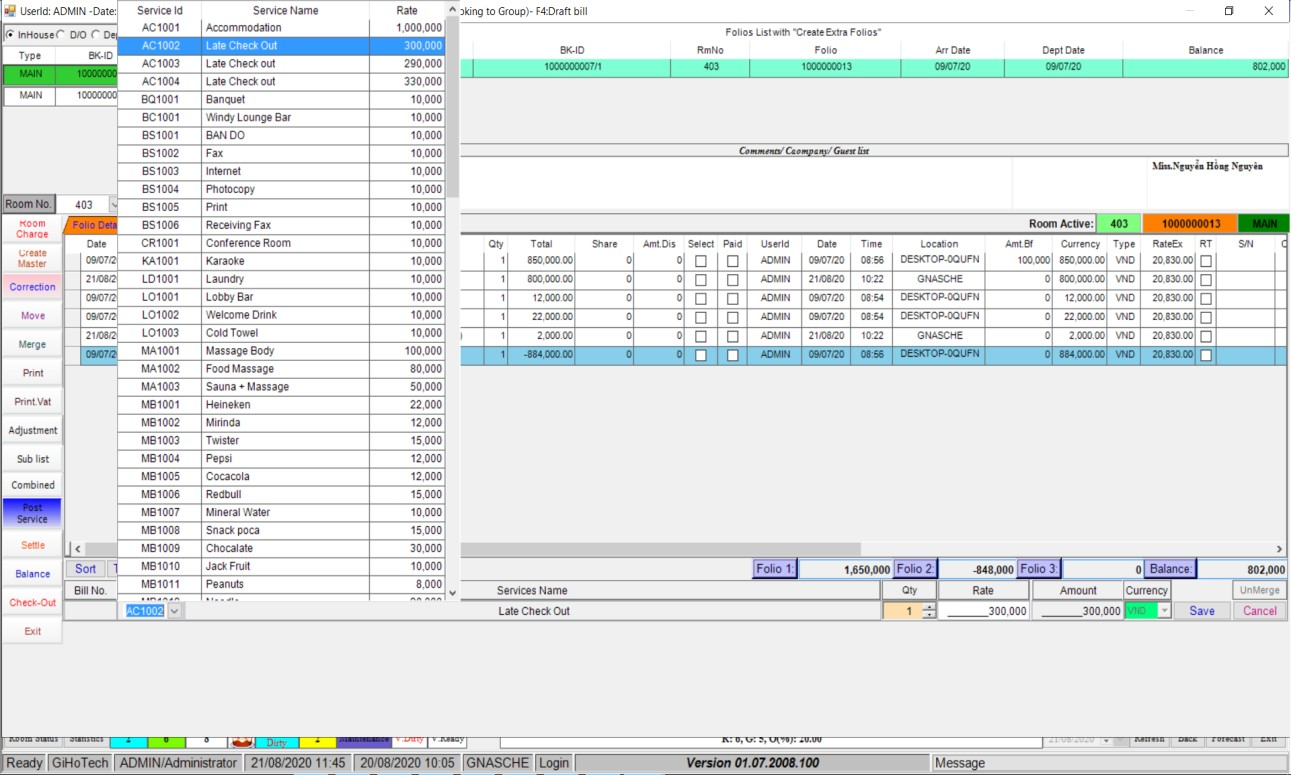 UserId: ADMIN -Date:
oking to Group)- F4:Draft bill
Service Id Service Name Rate
AC1001 Accommodation 1,000,000
AC1002 Late Check Out 300,000
AC1003 Late Check out 290,000
AC1004 Late Check out 330,000
BQ1001 Banquet 10,000
BC1001 Windy Lounge Bar 10,000
BS1001 BAN DO 10,000
BS1002 Fax 10,000
BS1003 Internet 10,000
BS1004 Photocopy 10,000
BS1005 Print 10,000
BS1006 Receiving Fax 10,000
CR1001 Conference Room 10,000
KA1001 Karaoke 10,000
LD1001 Laundry 10,000
LO1001 Lobby Bar 10,000
LO1002 Welcome Drink 10,000
LO1003 Cold Towel 10,000
MA1001 Massage Body 100,000
MA1002 Food Massage 80,000
MA1003 Sauna + Massage 50,000
MB1001 Heineken 22,000
MB1002 Mirinda 12,000
MB1003 Twister 15,000
MB1004 Pepsi 12,000
MB1005 Cocacola 12,000
MB1006 Redbull 15,000
MB1007 Mineral Water 10,000
MB1008 Snack poca 15,000
MB1009 Chocalate 30,000
MB1010 Jack Fruit 10,000
MB1011 Peanuts 8,000
InHouse D/O De
Type BK-ID
MAIN 10000000
MAIN 10000000
Folios List with "Create Extra Folios"
BK-ID RmNo Folio Arr Date Dept Date Balance
1000000007/1 403 1000000013 09/07/20 09/07/20 802,000
Comments/ Caompany/ Guest list
Miss.Nguyễn Hồng Nguyên
Room No. 403
Room Active: 403 1000000013 MAIN
Folio Deta
Room Charge
Create Master
Correction
Move
Merge
Print
Print.Vat
Adjustment
Sub list
Combined
Post Service
Settle
Balance
Check-Out
Exit
Date Qty Total Share Amt.Dis Select Paid UserId Date Time Location Amt.Bf Currency Type RateEx RT S/N
09/07/2 1 850,000.00 0 0 ADMIN 09/07/20 08:56 DESKTOP-0QUFN 100,000 850,000.00 VND 20,830.00
21/08/2 1 800,000.00 0 0 ADMIN 21/08/20 10:22 GNASCHE 0 800,000.00 VND 20,830.00
09/07/2 1 12,000.00 0 0 ADMIN 09/07/20 08:54 DESKTOP-0QUFN 0 12,000.00 VND 20,830.00
09/07/2 1 22,000.00 0 0 ADMIN 09/07/20 08:54 DESKTOP-0QUFN 0 22,000.00 VND 20,830.00
21/08/2 ) 1 2,000.00 0 0 ADMIN 21/08/20 10:22 GNASCHE 0 2,000.00 VND 20,830.00
09/07/2 1 -884,000.00 0 0 ADMIN 09/07/20 08:56 DESKTOP-0QUFN 0 884,000.00 VND 20,830.00
Sort T Folio 1: 1,650,000 Folio 2: -848,000 Folio 3: 0 Balance: 802,000
Bill No. Services Name Qty Rate Amount Currency UnMerge
AC1002 Late Check Out 1 300,000 300,000 VND Save Cancel
Room Status Statistics Dirty Maintenance V.Dirty V.Ready 21/08/2020 Refresh Back Forecast Exit
Ready GiHoTech ADMIN/Administrator 21/08/2020 11:45 20/08/2020 10:05 GNASCHE Login Version 01.07.2008.100 Message